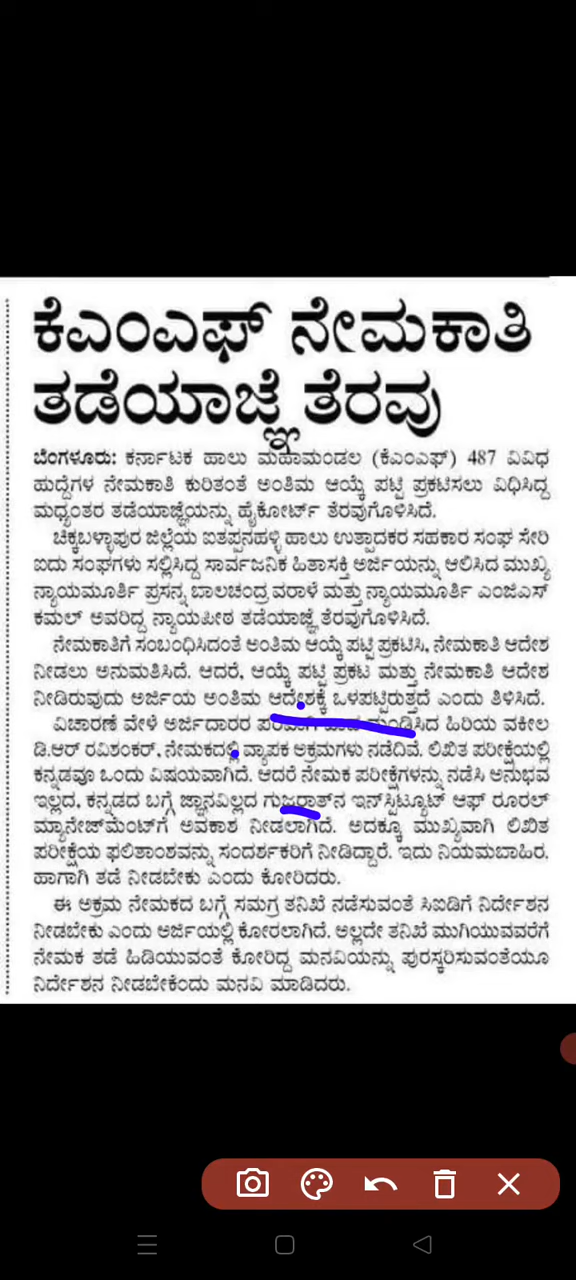 ಕೆಎಂಎಫ್ ನೇಮಕಾತಿ
ತಡೆಯಾಜ್ಞೆ ತೆರವು
ಬೆಂಗಳೂರು: ಕರ್ನಾಟಕ ಹಾಲು ಮಹಾಮಂಡಲ (ಕೆಎಂಎಫ್) 487 ವಿವಿಧ
ಹುದ್ದೆಗಳ ನೇಮಕಾತಿ ಕುರಿತಂತೆ ಅಂತಿಮ ಆಯ್ಕೆ ಪಟ್ಟಿ ಪ್ರಕಟಿಸಲು ವಿಧಿಸಿದ್ದ
ಮಧ್ಯಂತರ ತಡೆಯಾಜ್ಞೆಯನ್ನು ಹೈಕೋರ್ಟ್ ತೆರವುಗೊಳಿಸಿದೆ.
ಚಿಕ್ಕಬಳ್ಳಾಪುರ ಜಿಲ್ಲೆಯ ಐತಪ್ಪನಹಳ್ಳಿ ಹಾಲು ಉತ್ಪಾದಕರ ಸಹಕಾರ ಸಂಘ ಸೇರಿ
ಐದು ಸಂಘಗಳು ಸಲ್ಲಿಸಿದ್ದ ಸಾರ್ವಜನಿಕ ಹಿತಾಸಕ್ತಿ ಅರ್ಜಿಯನ್ನು ಆಲಿಸಿದ ಮುಖ್ಯ
ನ್ಯಾಯಮೂರ್ತಿ ಪ್ರಸನ್ನ ಬಾಲಚಂದ್ರ ವರಾಳೆ ಮತ್ತು ನ್ಯಾಯಮೂರ್ತಿ ಎಂಜಿಎಸ್
ಕಮಲ್ ಅವರಿದ್ದ ನ್ಯಾಯಪೀಠ ತಡೆಯಾಜ್ಞೆ ತೆರವುಗೊಳಿಸಿದೆ.
ನೇಮಕಾತಿಗೆ ಸಂಬಂಧಿಸಿದಂತೆ ಅಂತಿಮ ಆಯ್ಕೆ ಪಟ್ಟಿ ಪ್ರಕಟಿಸಿ, ನೇಮಕಾತಿ ಆದೇಶ
ನೀಡಲು ಅನುಮತಿಸಿದೆ. ಆದರೆ, ಆಯ್ಕೆ ಪಟ್ಟಿ ಪ್ರಕಟ ಮತ್ತು ನೇಮಕಾತಿ ಆದೇಶ
ನೀಡಿರುವುದು ಅರ್ಜಿಯ ಅಂತಿಮ ಆದೇಶಕ್ಕೆ ಒಳಪಟ್ಟಿರುತ್ತದೆ ಎಂದು ತಿಳಿಸಿದೆ.
ವಿಚಾರಣೆ ವೇಳೆ ಅರ್ಜಿದಾರರ ಪರವಾಗಿ ವಾದ ಮಂಡಿಸಿದ ಹಿರಿಯ ವಕೀಲ
ಡಿ.ಆರ್ ರವಿಶಂಕರ್, ನೇಮಕದಲ್ಲಿ ವ್ಯಾಪಕ ಅಕ್ರಮಗಳು ನಡೆದಿವೆ. ಲಿಖಿತ ಪರೀಕ್ಷೆಯಲ್ಲಿ
ಕನ್ನಡವೂ ಒಂದು ವಿಷಯವಾಗಿದೆ. ಆದರೆ ನೇಮಕ ಪರೀಕ್ಷೆಗಳನ್ನು ನಡೆಸಿ ಅನುಭವ
ಇಲ್ಲದ, ಕನ್ನಡದ ಬಗ್ಗೆ ಜ್ಞಾನವಿಲ್ಲದ ಗುಜರಾತ್‌ನ ಇನ್‌ಸ್ಟಿಟ್ಯೂಟ್ ಆಫ್ ರೂರಲ್
ಮ್ಯಾನೇಜ್‌ಮೆಂಟ್‌ಗೆ ಅವಕಾಶ ನೀಡಲಾಗಿದೆ. ಅದಕ್ಕೂ ಮುಖ್ಯವಾಗಿ ಲಿಖಿತ
ಪರೀಕ್ಷೆಯ ಫಲಿತಾಂಶವನ್ನು ಸಂದರ್ಶಕರಿಗೆ ನೀಡಿದ್ದಾರೆ. ಇದು ನಿಯಮಬಾಹಿರ.
ಹಾಗಾಗಿ ತಡೆ ನೀಡಬೇಕು ಎಂದು ಕೋರಿದರು.
ಈ ಅಕ್ರಮ ನೇಮಕದ ಬಗ್ಗೆ ಸಮಗ್ರ ತನಿಖೆ ನಡೆಸುವಂತೆ ಸಿಐಡಿಗೆ ನಿರ್ದೇಶನ
ನೀಡಬೇಕು ಎಂದು ಅರ್ಜಿಯಲ್ಲಿ ಕೋರಲಾಗಿದೆ. ಅಲ್ಲದೇ ತನಿಖೆ ಮುಗಿಯುವವರೆಗೆ
ನೇಮಕ ತಡೆ ಹಿಡಿಯುವಂತೆ ಕೋರಿದ್ದ ಮನವಿಯನ್ನು ಪುರಸ್ಕರಿಸುವಂತೆಯೂ
ನಿರ್ದೇಶನ ನೀಡಬೇಕೆಂದು ಮನವಿ ಮಾಡಿದರು.